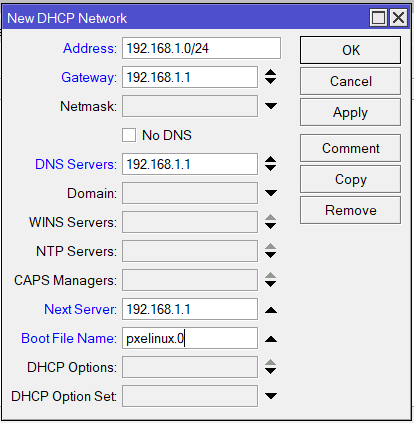 New DHCP Network
Address: 192.168.1.0/24
OK
Gateway: 192.168.1.1
Cancel
Netmask:
Apply
No DNS
Comment
DNS Servers: 192.168.1.1
Copy
Domain:
Remove
WINS Servers:
NTP Servers:
CAPS Managers:
Next Server: 192.168.1.1
Boot File Name: pxelinux.0
DHCP Options:
DHCP Option Set: